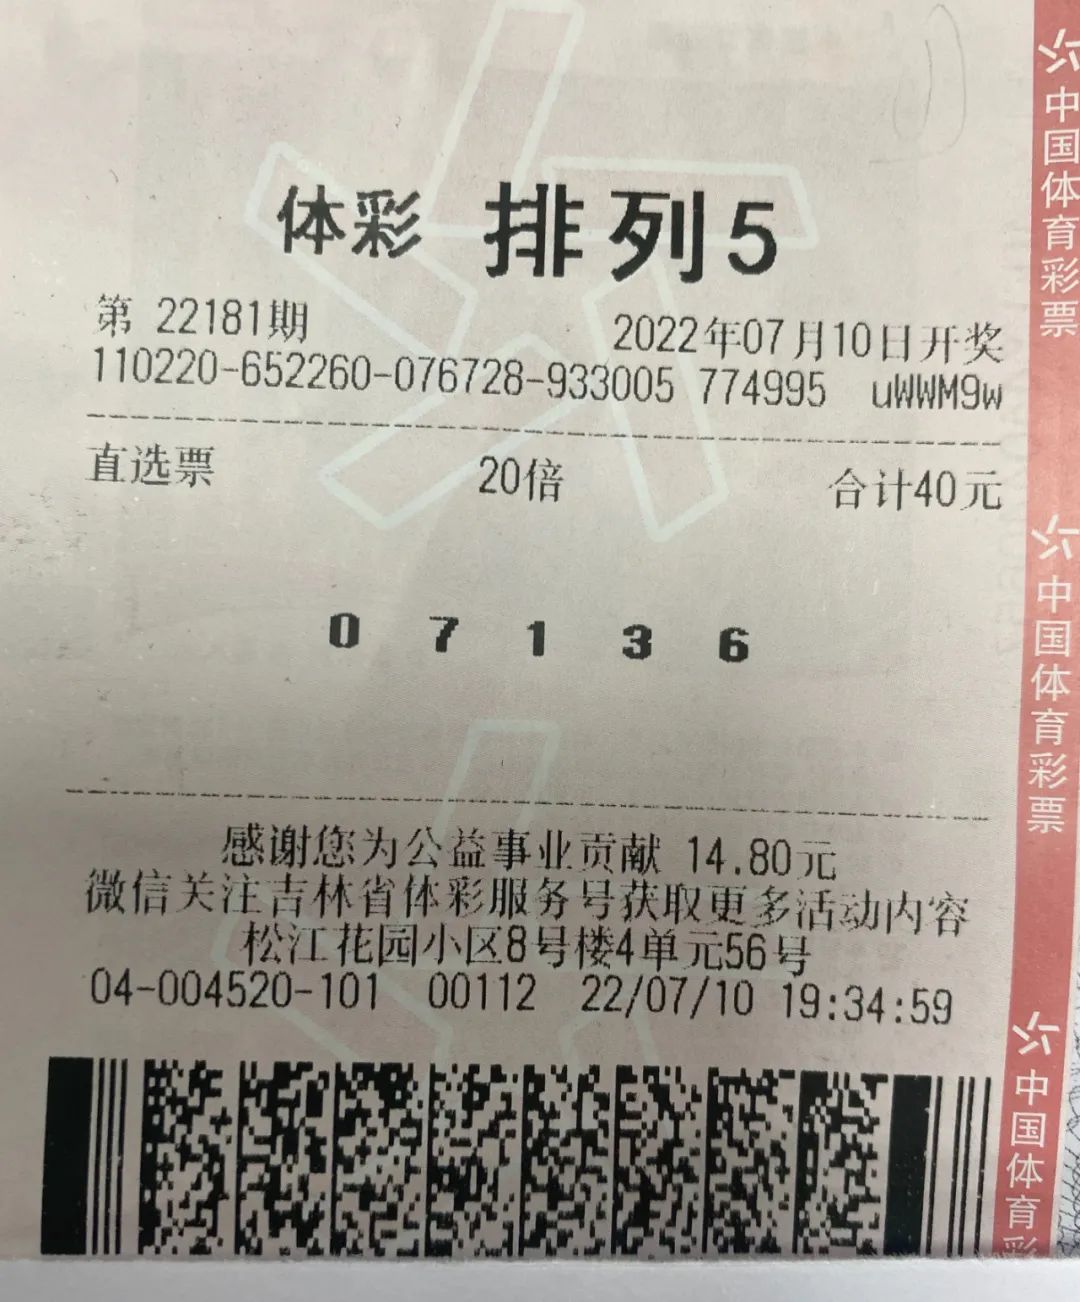 体彩 排列5
第 22181期 2022年07月10日开奖
110220-652260-076728-933005 774995 uWWM9w
直选票 20倍 合计40元
0 7 1 3 6
感谢您为公益事业贡献 14.80元
微信关注吉林省体彩服务号获取更多活动内容
松江花园小区8号楼4单元56号
04-004520-101 00112 22/07/10 19:34:59
中国体育彩票
中国体育彩票
中国体育彩